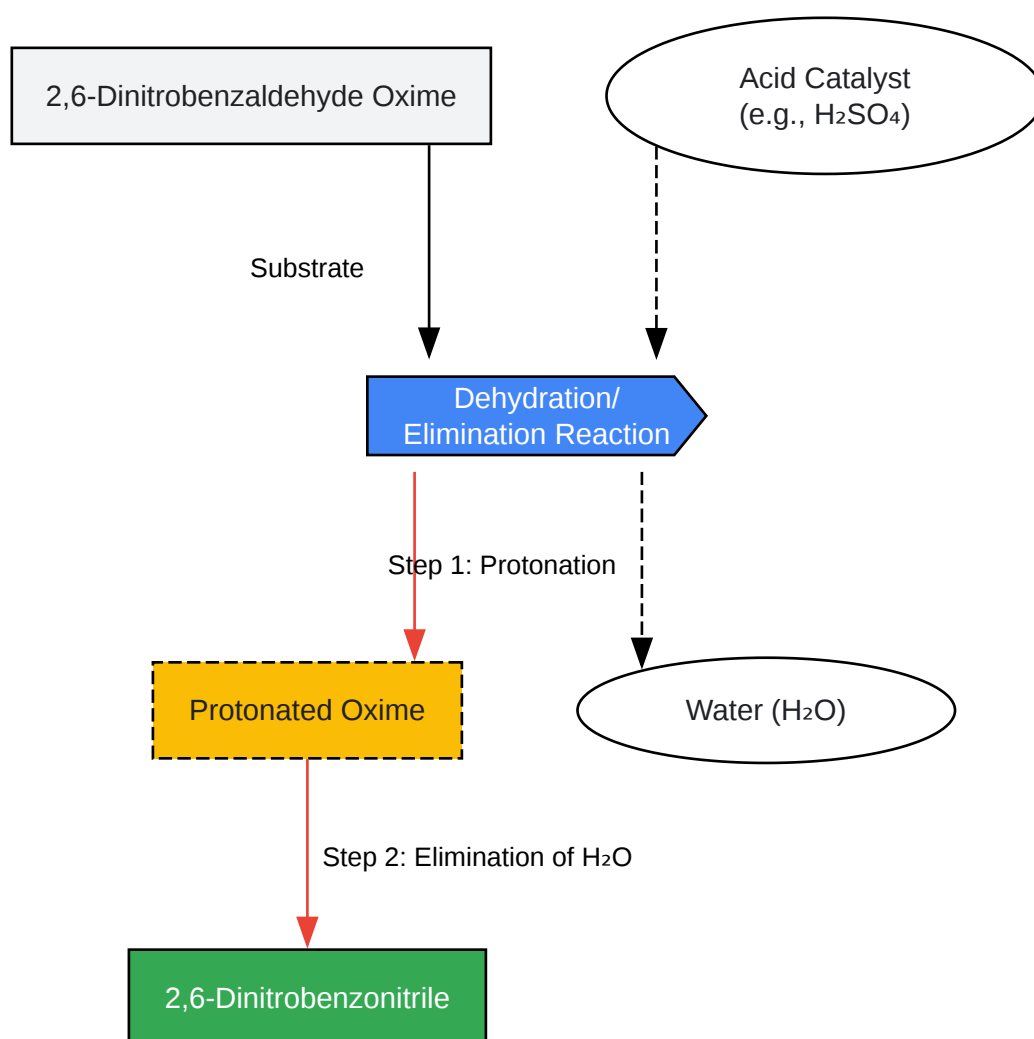 2,6-Dinitrobenzaldehyde Oxime
Acid Catalyst
(e.g., H₂SO₄)
Substrate
Dehydration/
Elimination Reaction
Step 1: Protonation
Protonated Oxime
Water (H₂O)
Step 2: Elimination of H₂O
2,6-Dinitrobenzonitrile